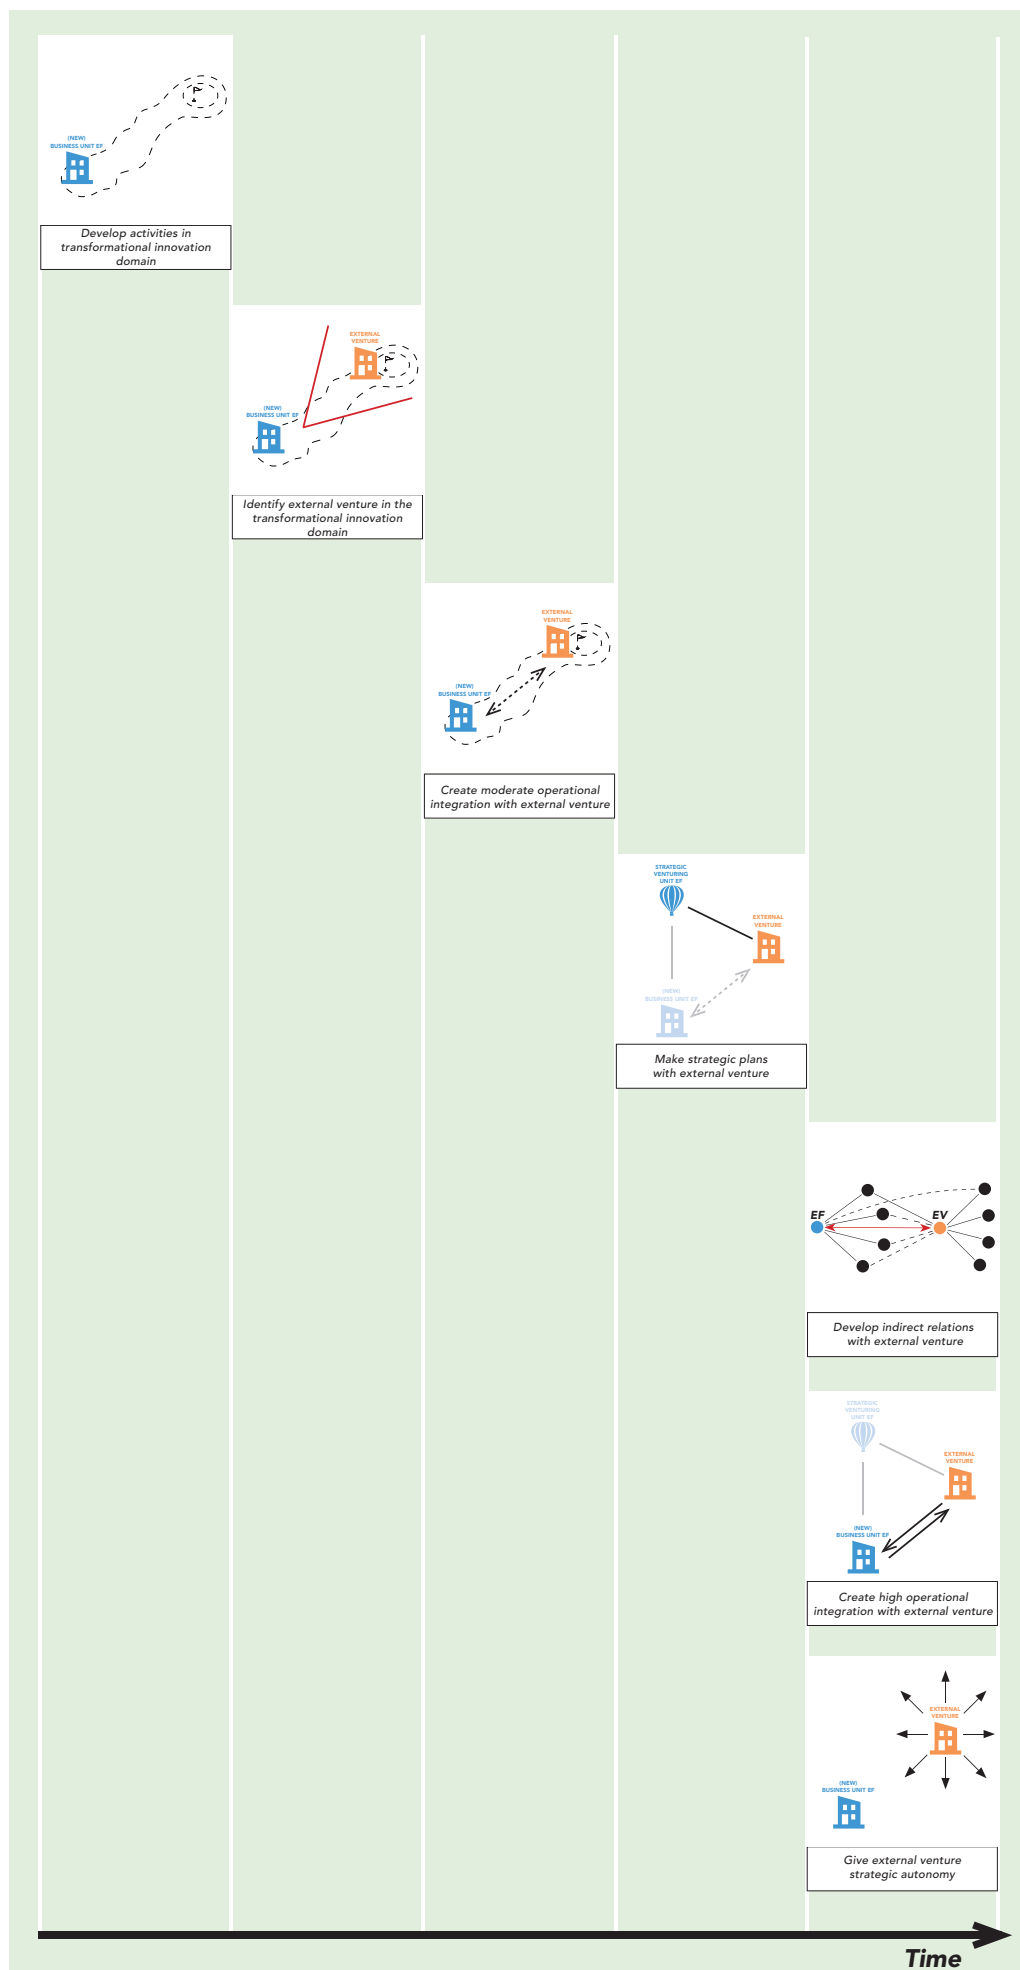 (NEW)
BUSINESS UNIT EF
Develop activities in
transformational innovation
domain
EXTERNAL
VENTURE
(NEW)
BUSINESS UNIT EF
Identify external venture in the
transformational innovation
domain
EXTERNAL
VENTURE
(NEW)
BUSINESS UNIT EF
Create moderate operational
integration with external venture
STRATEGIC
VENTURING
UNIT EF
EXTERNAL
VENTURE
(NEW)
BUSINESS UNIT EF
Make strategic plans
with external venture
EF
EV
Develop indirect relations
with external venture
STRATEGIC
VENTURING
UNIT EF
EXTERNAL
VENTURE
(NEW)
BUSINESS UNIT EF
Create high operational
integration with external venture
EXTERNAL
VENTURE
(NEW)
BUSINESS UNIT EF
Give external venture
strategic autonomy
Time